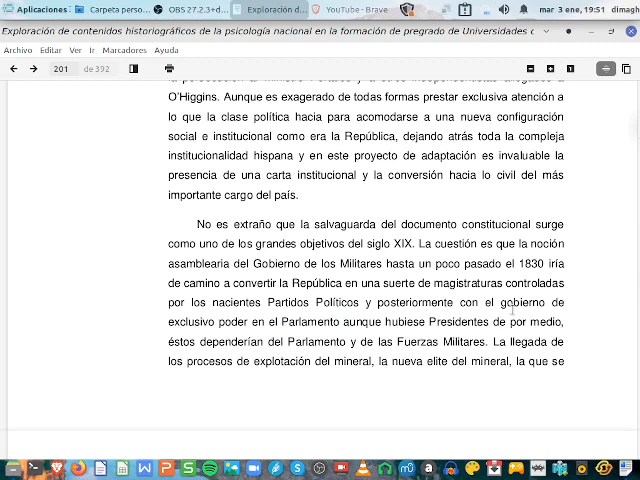 Aplicaciones Carpeta perso... OBS 27.2.3+d... Exploración d... YouTube - Brave mar 3 ene, 19:51 dimagh
Exploración de contenidos historiográficos de la psicología nacional en la formación de pregrado de Universidades c
Archivo Editar Ver Ir Marcadores Ayuda
201 de 392
O'Higgins. Aunque es exagerado de todas formas prestar exclusiva atención a
lo que la clase política hacia para acomodarse a una nueva configuración
social e institucional como era la República, dejando atrás toda la compleja
institucionalidad hispana y en este proyecto de adaptación es invaluable la
presencia de una carta institucional y la conversión hacia lo civil del más
importante cargo del país.
No es extraño que la salvaguarda del documento constitucional surge
como uno de los grandes objetivos del siglo XIX. La cuestión es que la noción
asamblearia del Gobierno de los Militares hasta un poco pasado el 1830 iría
de camino a convertir la República en una suerte de magistraturas controladas
por los nacientes Partidos Políticos y posteriormente con el gobierno de
exclusivo poder en el Parlamento aunque hubiese Presidentes de por medio,
éstos dependerían del Parlamento y de las Fuerzas Militares. La llegada de
los procesos de explotación del mineral, la nueva elite del mineral, la que se